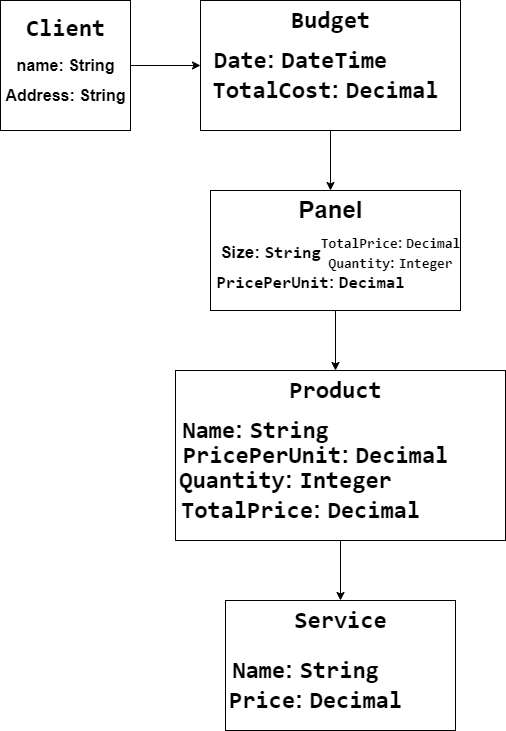 Client
name: String
Address: String
Budget
Date: DateTime
TotalCost: Decimal
Panel
Size: String
TotalPrice: Decimal
Quantity: Integer
PricePerUnit: Decimal
Product
Name: String
PricePerUnit: Decimal
Quantity: Integer
TotalPrice: Decimal
Service
Name: String
Price: Decimal